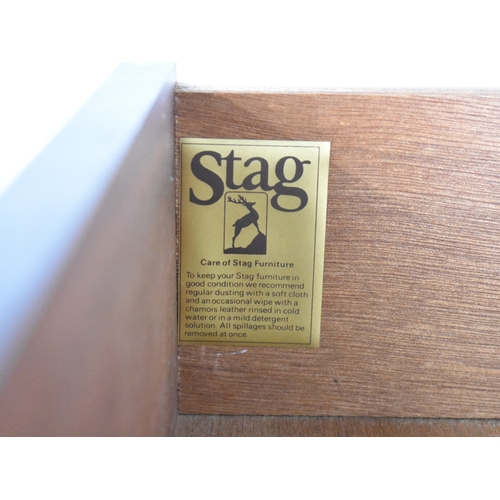 Stag
Care of Stag Furniture
To keep your Stag furniture in
good condition we recommend
regular dusting with a soft cloth
and an occasional wipe with a
chamois leather rinsed in cold
water or in a mild detergent
solution. All spillages should be
removed at once.